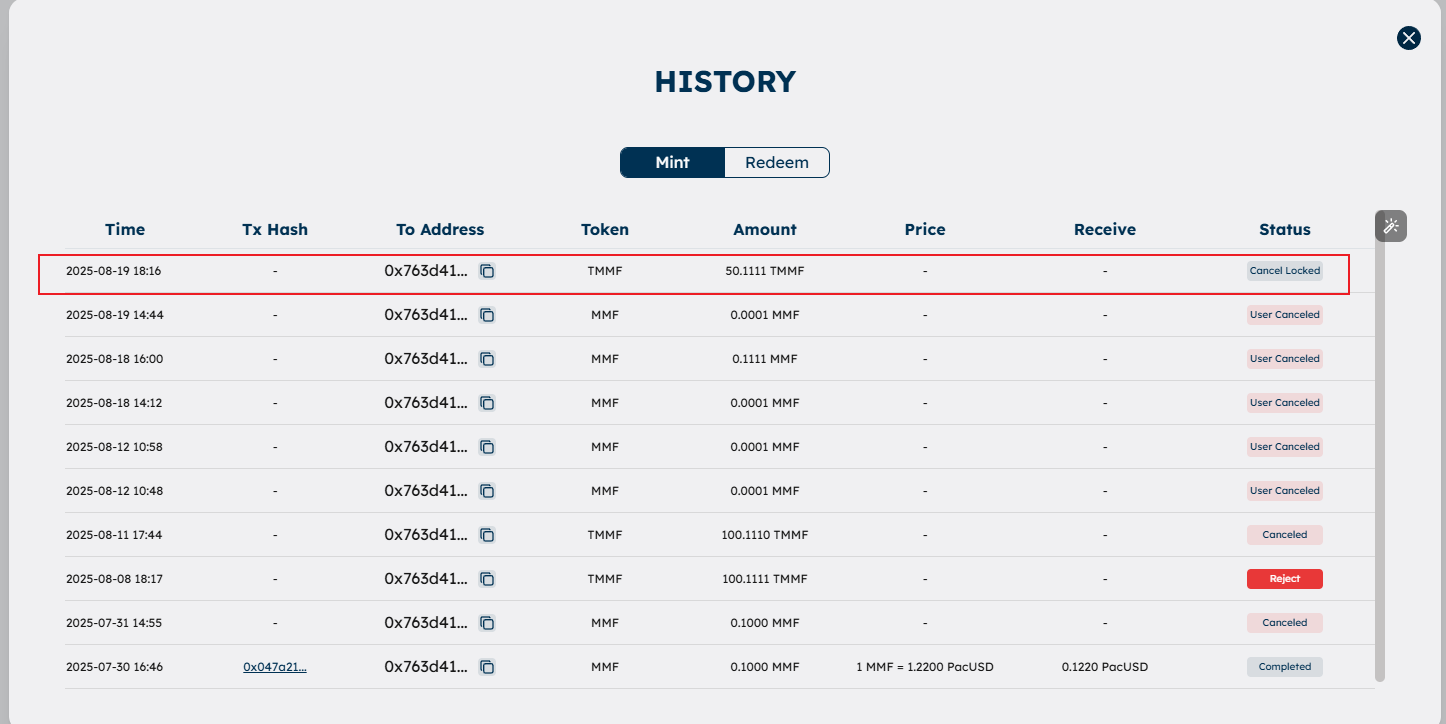 HISTORY
Mint Redeem
Time Tx Hash To Address Token Amount Price Receive Status
2025-08-19 18:16 - 0x763d41... TMMF 50.1111 TMMF - - Cancel Locked
2025-08-19 14:44 - 0x763d41... MMF 0.0001 MMF - - User Canceled
2025-08-18 16:00 - 0x763d41... MMF 0.1111 MMF - - User Canceled
2025-08-18 14:12 - 0x763d41... MMF 0.0001 MMF - - User Canceled
2025-08-12 10:58 - 0x763d41... MMF 0.0001 MMF - - User Canceled
2025-08-12 10:48 - 0x763d41... MMF 0.0001 MMF - - User Canceled
2025-08-11 17:44 - 0x763d41... TMMF 100.1110 TMMF - - Canceled
2025-08-08 18:17 - 0x763d41... TMMF 100.1111 TMMF - - Reject
2025-07-31 14:55 - 0x763d41... MMF 0.1000 MMF - - Canceled
2025-07-30 16:46 0x047a21... 0x763d41... MMF 0.1000 MMF 1 MMF = 1.2200 PacUSD 0.1220 PacUSD Completed